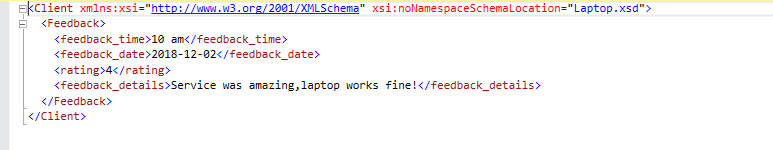 <Client xmlns:xsi="http://www.w3.org/2001/XMLSchema" xsi:noNamespaceSchemaLocation="Laptop.xsd">
<Feedback>
<feedback_time>10 am</feedback_time>
<feedback_date>2018-12-02</feedback_date>
<rating>4</rating>
<feedback_details>Service was amazing,laptop works fine!</feedback_details>
</Feedback>
</Client>